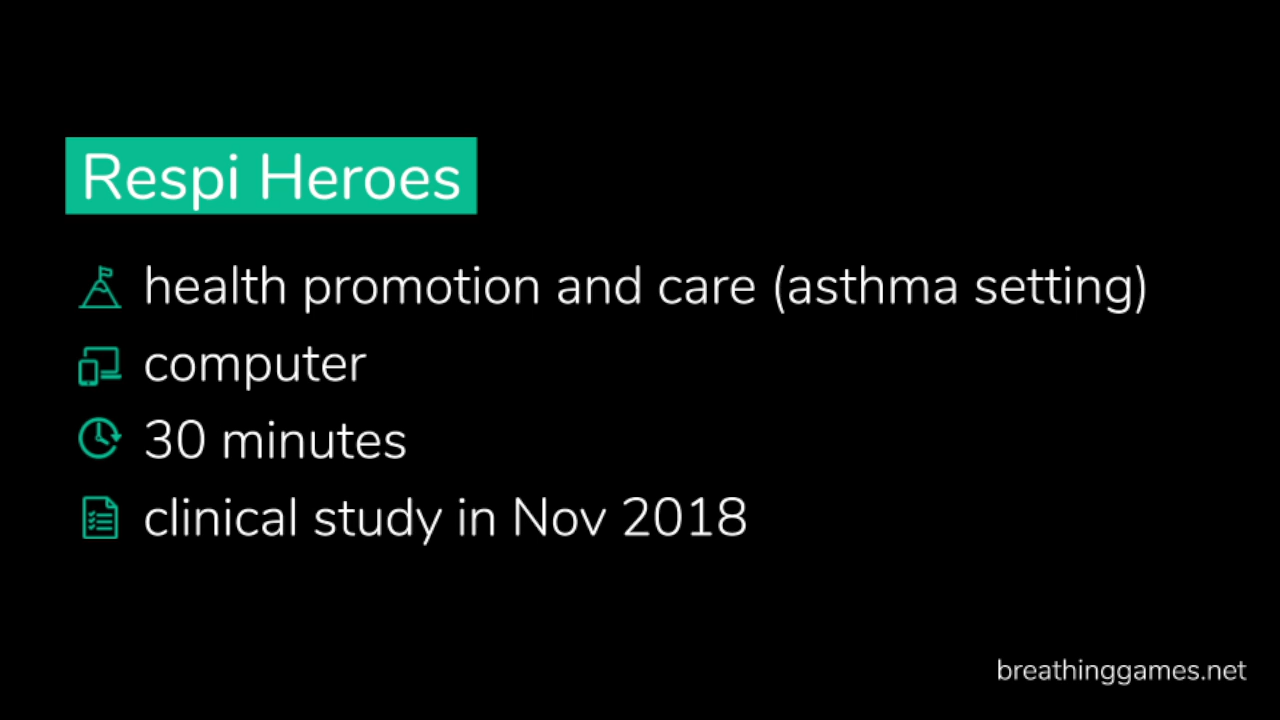 Respi Heroes
health promotion and care (asthma setting)
computer
30 minutes
clinical study in Nov 2018
breathinggames.net